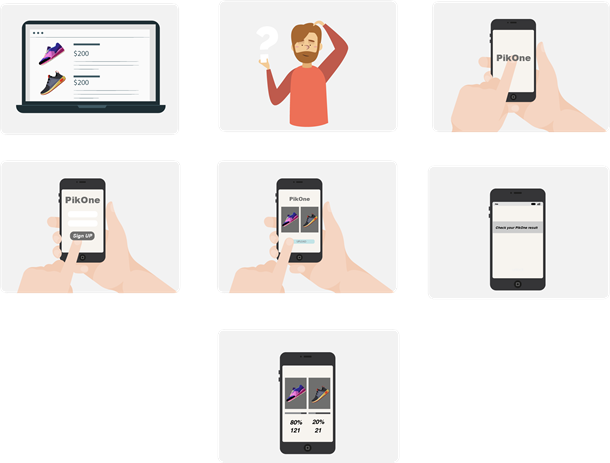 $200
$200
?
PikOne
PikOne
Sign UP
PikOne
Check your PikOne result
80% 20%
121 21